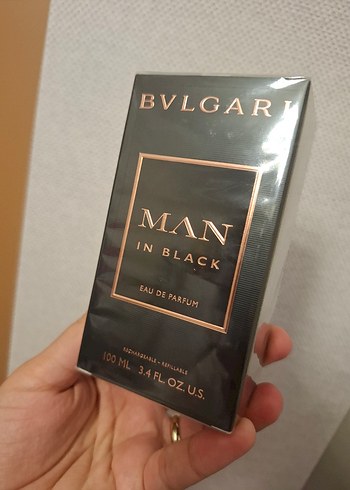 BVLGARI
MAN
IN BLACK
EAU DE PARFUM
RECHARGEABLE - REFILLABLE
100 ML 3.4 FL OZ. U.S.